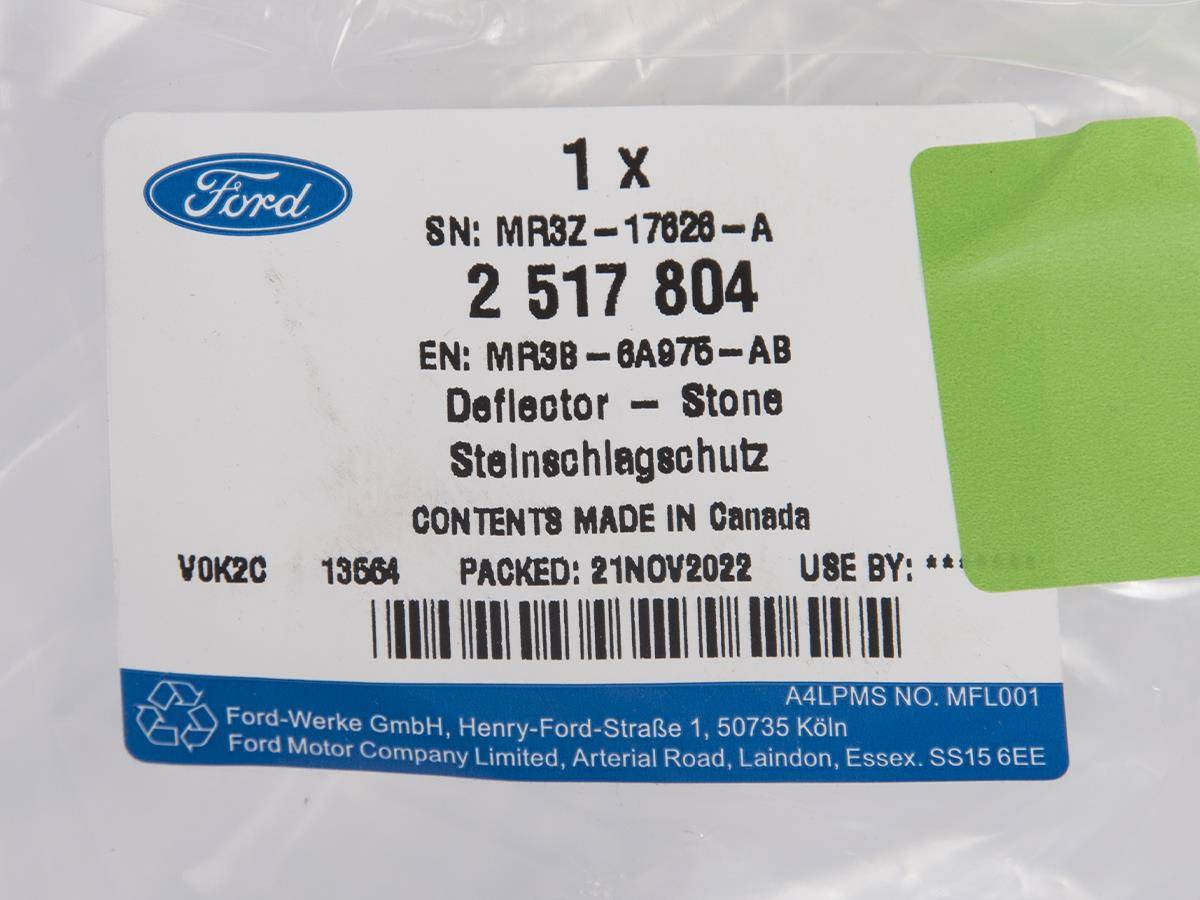 Ford
1 x
SN: MR3Z-17626-A
2 517 804
EN: MR3B-6A975-AB
Deflector - Stone
Steinschlagschutz
CONTENTS MADE IN Canada
V0K2C 13564 PACKED: 21NOV2022 USE BY: *******
A4LPMS NO. MFL001
Ford-Werke GmbH, Henry-Ford-Straße 1, 50735 Köln
Ford Motor Company Limited, Arterial Road, Laindon, Essex. SS15 6EE